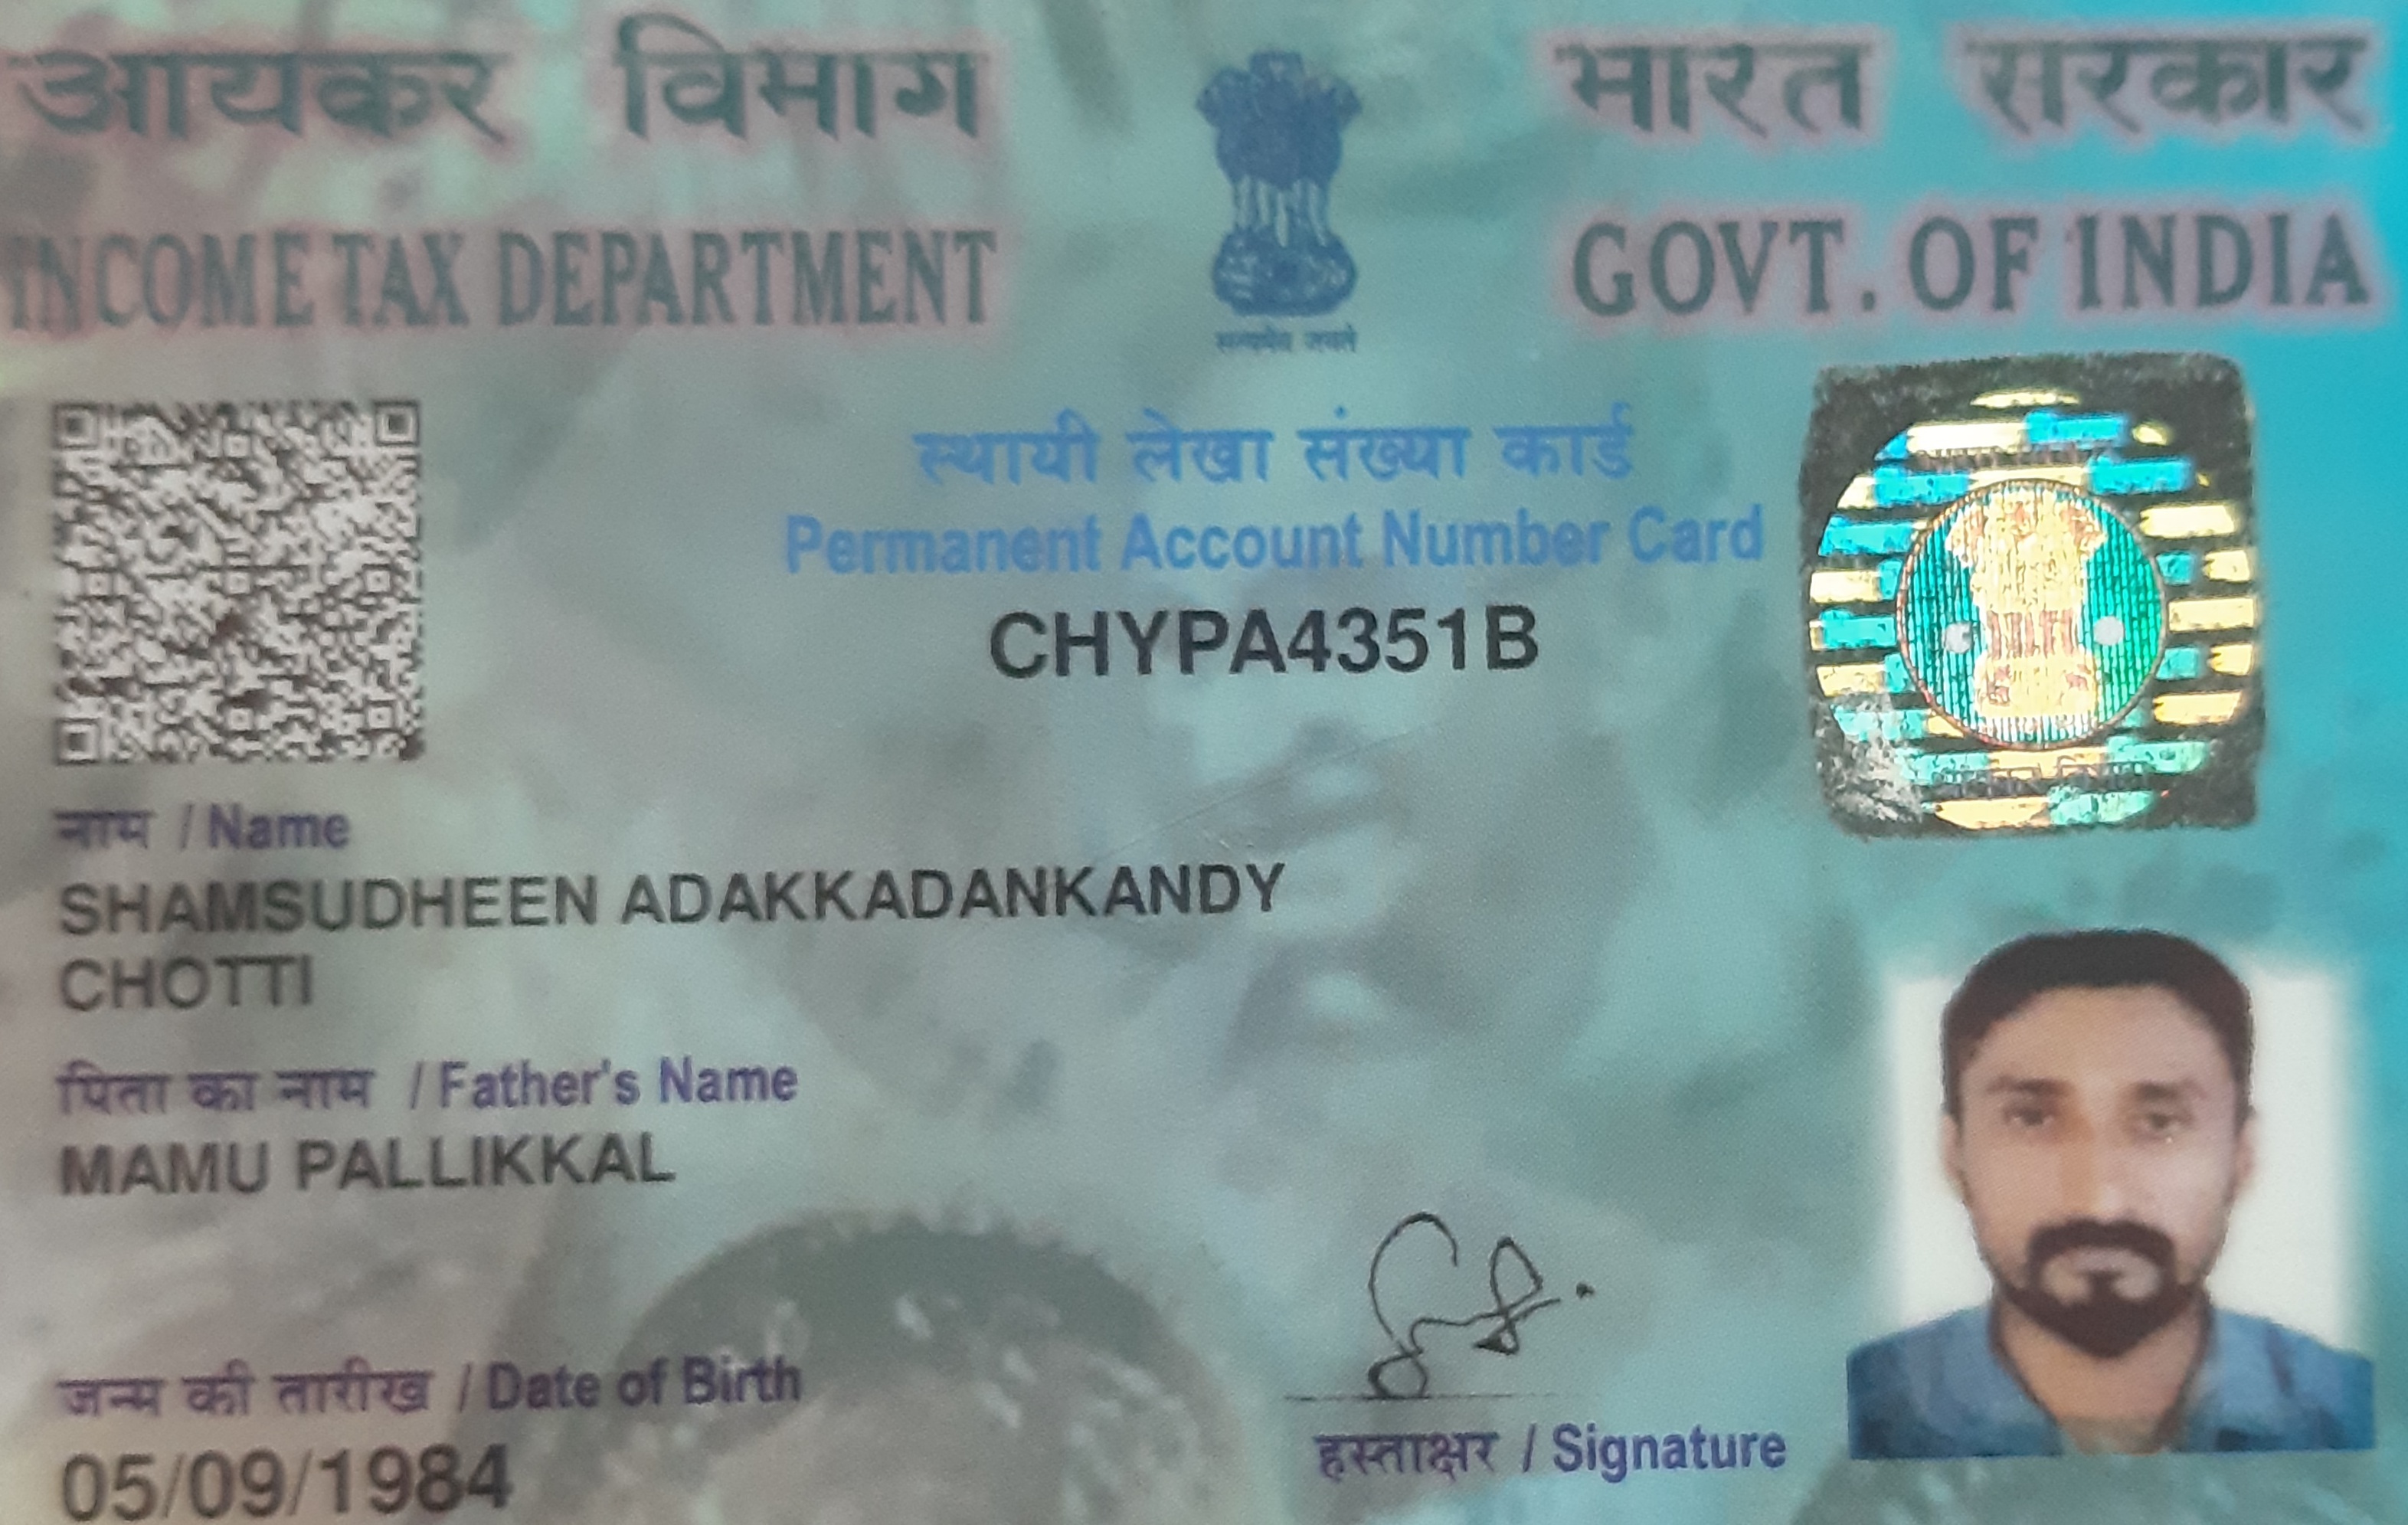 आयकर विभाग
INCOME TAX DEPARTMENT
सत्यमेव जयते
भारत सरकार
GOVT. OF INDIA
स्थायी लेखा संख्या कार्ड
Permanent Account Number Card
CHYPA4351B
नाम / Name
SHAMSUDHEEN ADAKKADANKANDY
CHOTTI
पिता का नाम / Father's Name
MAMU PALLIKKAL
जन्म की तारीख / Date of Birth
05/09/1984
हस्ताक्षर / Signature